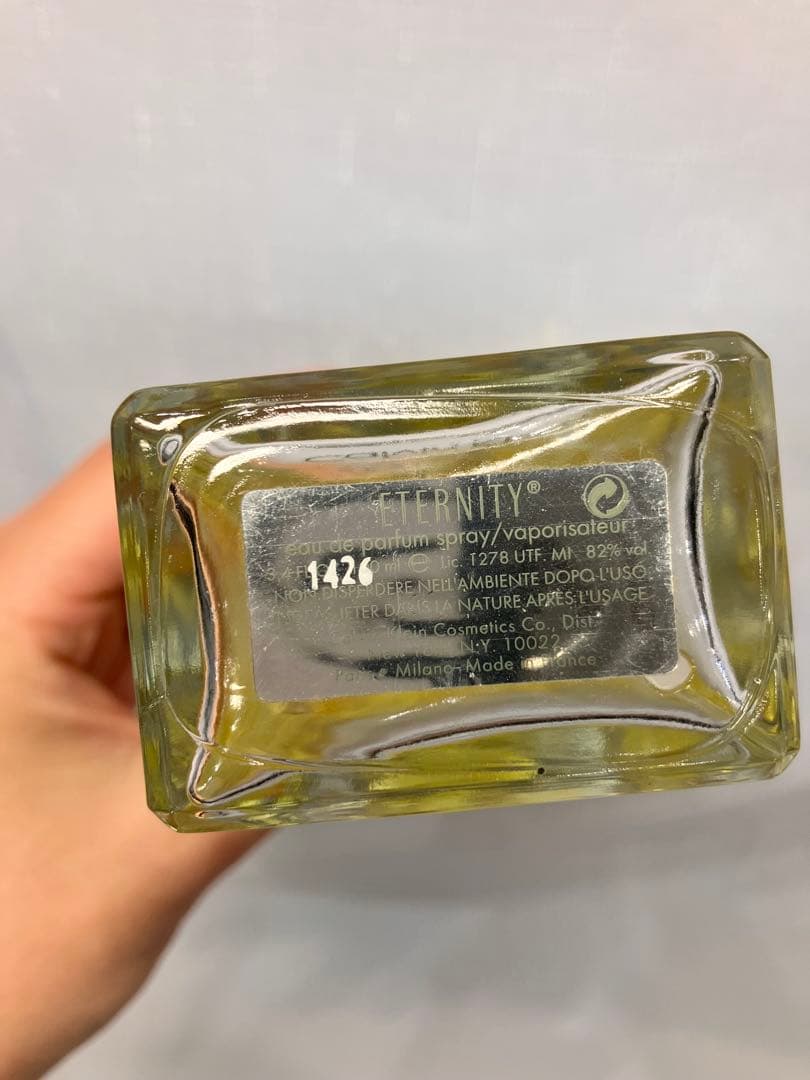 ETERNITY®
eau de parfum spray/vaporisateur
ml ℮ Lic. 1278 UTF. MI 82% vol
1426
NON DISPERDERE NELL'AMBIENTE DOPO L'USO
JETER DANS LA NATURE APRÈS L'USAGE
Cosmetics Co., Dist.
N.Y. 10022
Milano–Made in France